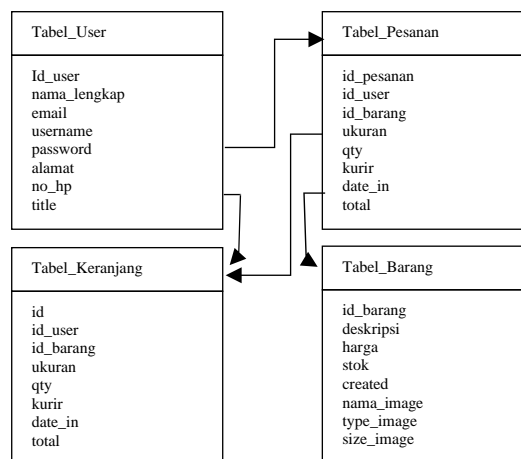 Tabel_User
Id_user
nama_lengkap
email
username
password
alamat
no_hp
title
Tabel_Pesanan
id_pesanan
id_user
id_barang
ukuran
qty
kurir
date_in
total
Tabel_Keranjang
id
id_user
id_barang
ukuran
qty
kurir
date_in
total
Tabel_Barang
id_barang
deskripsi
harga
stok
created
nama_image
type_image
size_image